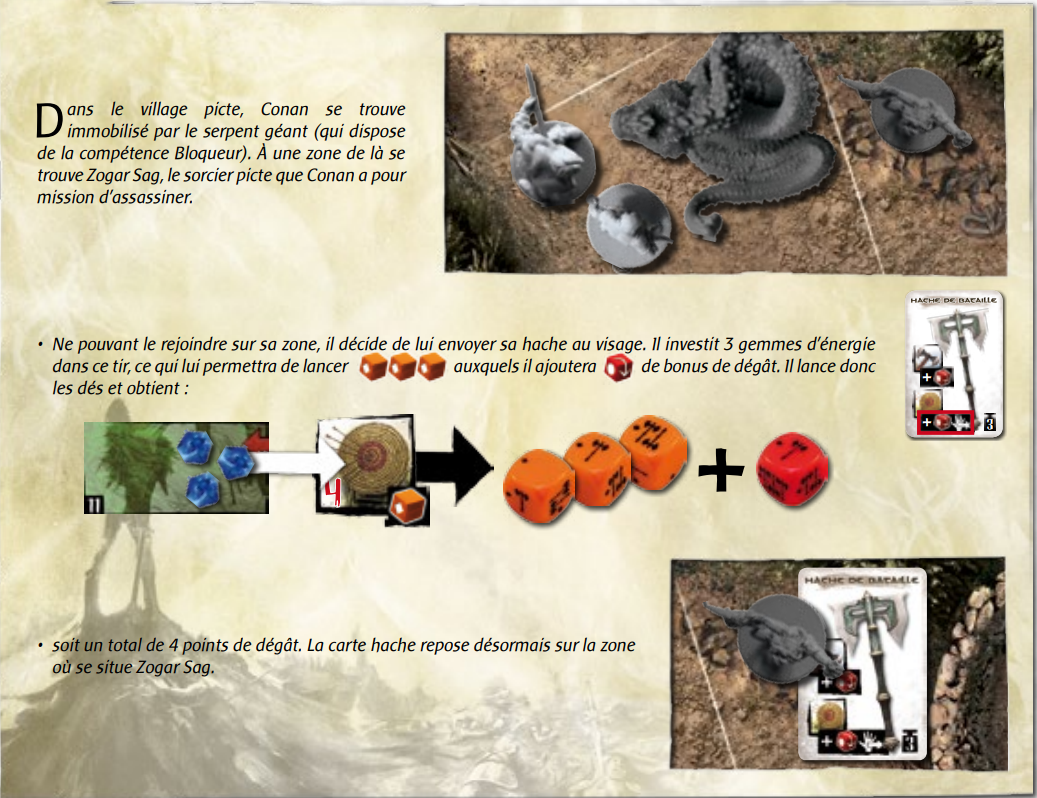 Dans le village picte, Conan se trouve
immobilisé par le serpent géant (qui dispose
de la compétence Bloqueur). À une zone de là se
trouve Zogar Sag, le sorcier picte que Conan a pour
mission d'assassiner.
HACHE DE BATAILLE
+
+
3
• Ne pouvant le rejoindre sur sa zone, il décide de lui envoyer sa hache au visage. Il investit 3 gemmes d'énergie
dans ce tir, ce qui lui permettra de lancer auxquels il ajoutera de bonus de dégât. Il lance donc
les dés et obtient :
11
4
+
HACHE DE BATAILLE
+
+
3
• soit un total de 4 points de dégât. La carte hache repose désormais sur la zone
où se situe Zogar Sag.